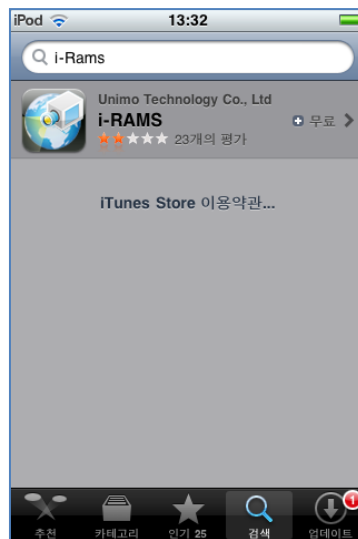 iPod 13:32
i-Rams
Unimo Technology Co., Ltd
i-RAMS 무료
23개의 평가
iTunes Store 이용약관...
1
추천 카테고리 인기 25 검색 업데이트